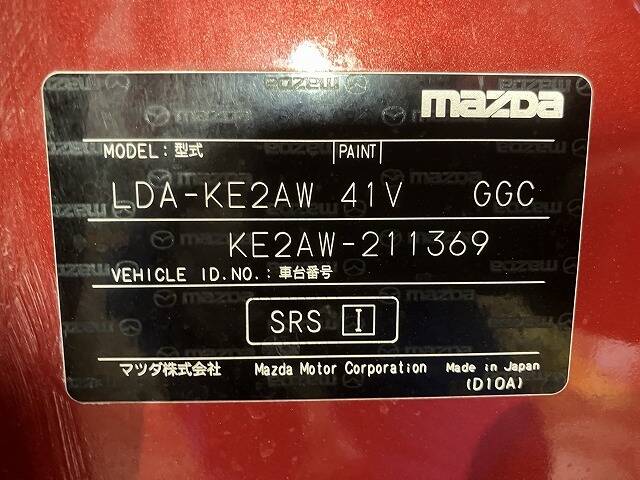 mazda
MODEL : 型式 PAINT
LDA-KE2AW 41V GGC
KE2AW-211369
VEHICLE ID.NO. : 車台番号
SRS I
マツダ株式会社 Mazda Motor Corporation Made in Japan
(D10A)